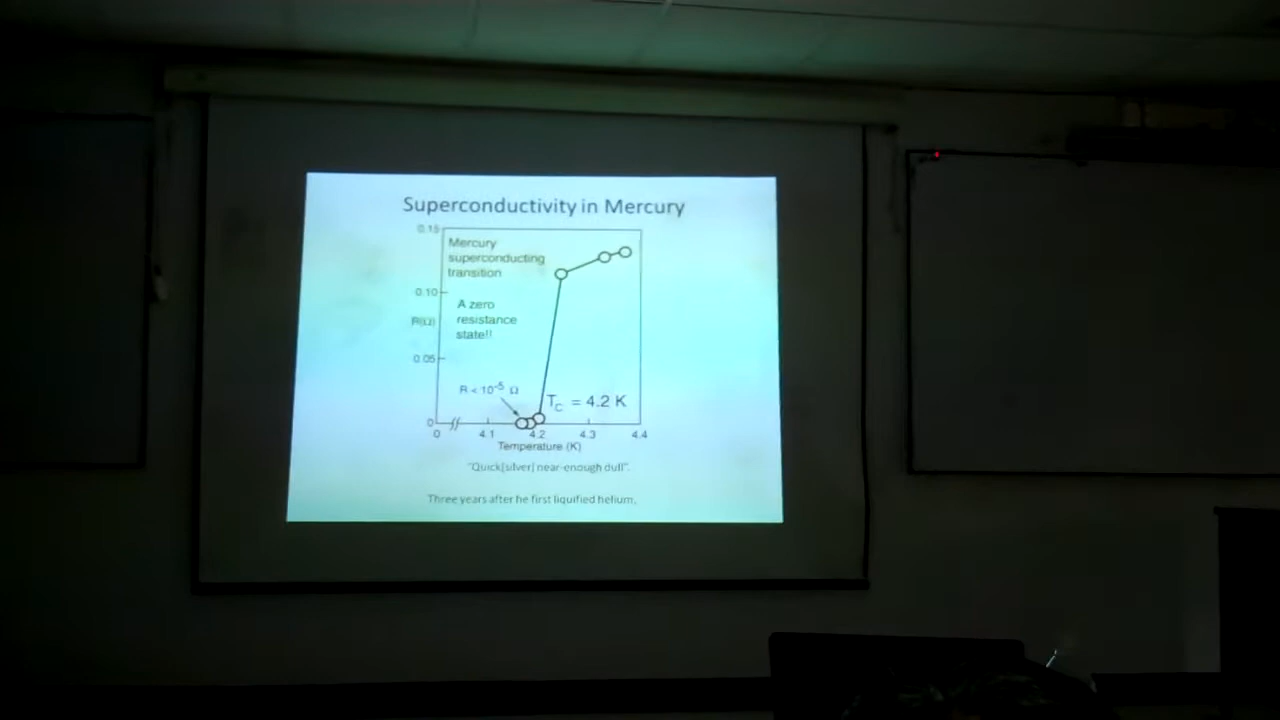 Superconductivity in Mercury
0.15
Mercury
superconducting
transition
0.10
A zero
resistance
state!!
R(Ω)
0.05
R < 10⁻⁵ Ω
T_C = 4.2 K
0
0 4.1 4.2 4.3 4.4
Temperature (K)
"Quick[silver] near-enough dull".
Three years after he first liquified helium.